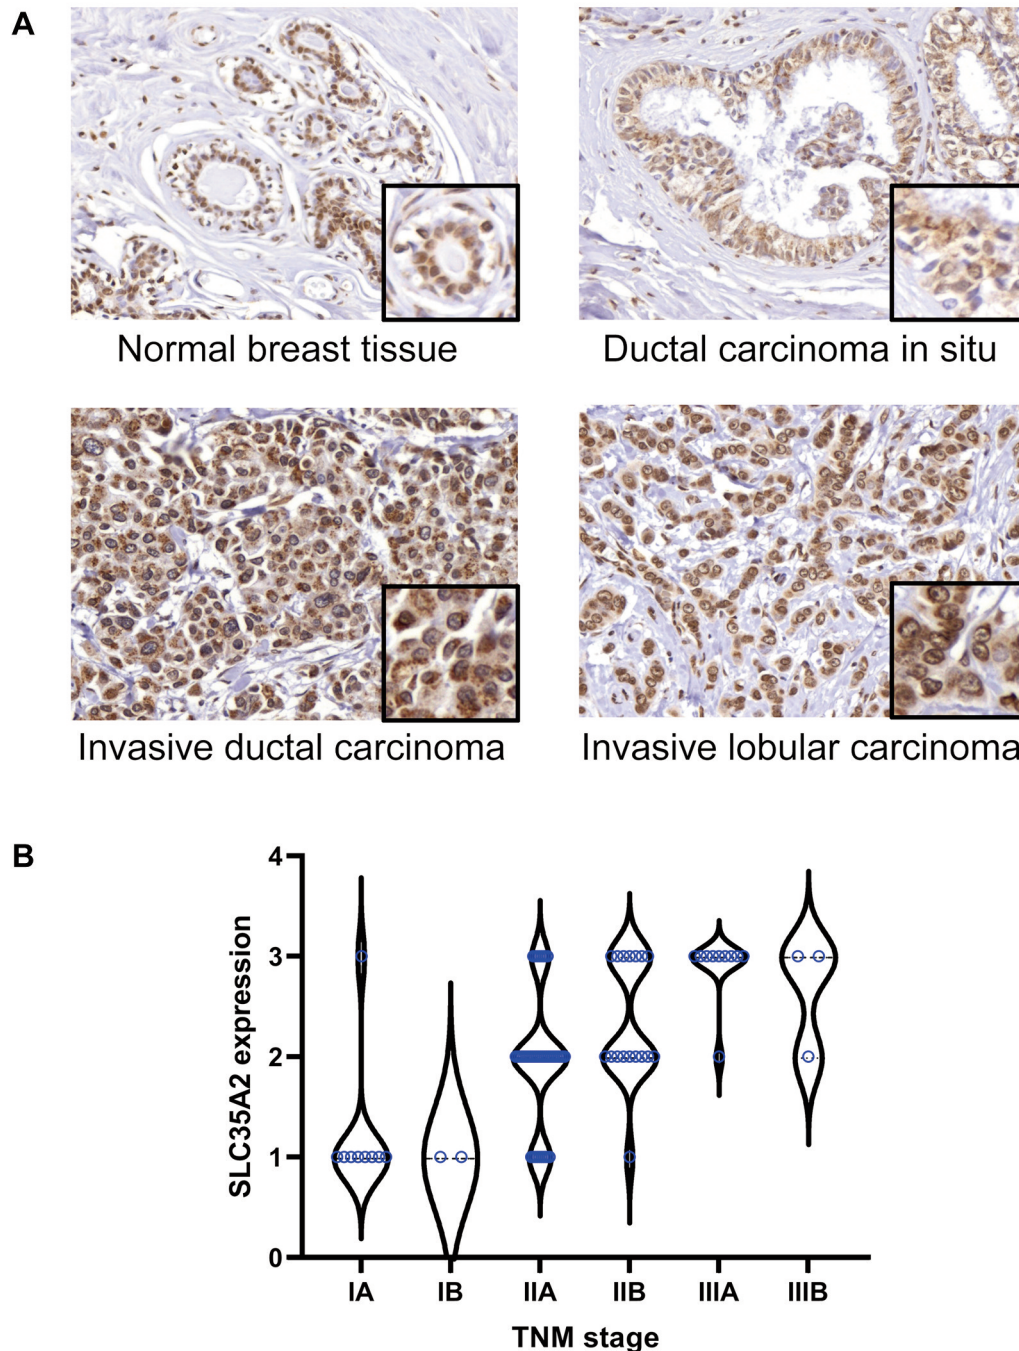 A
Normal breast tissue
Ductal carcinoma in situ
Invasive ductal carcinoma
Invasive lobular carcinoma
B
SLC35A2 expression
4
3
2
1
0
IA
IB
IIA
IIB
IIIA
IIIB
TNM stage